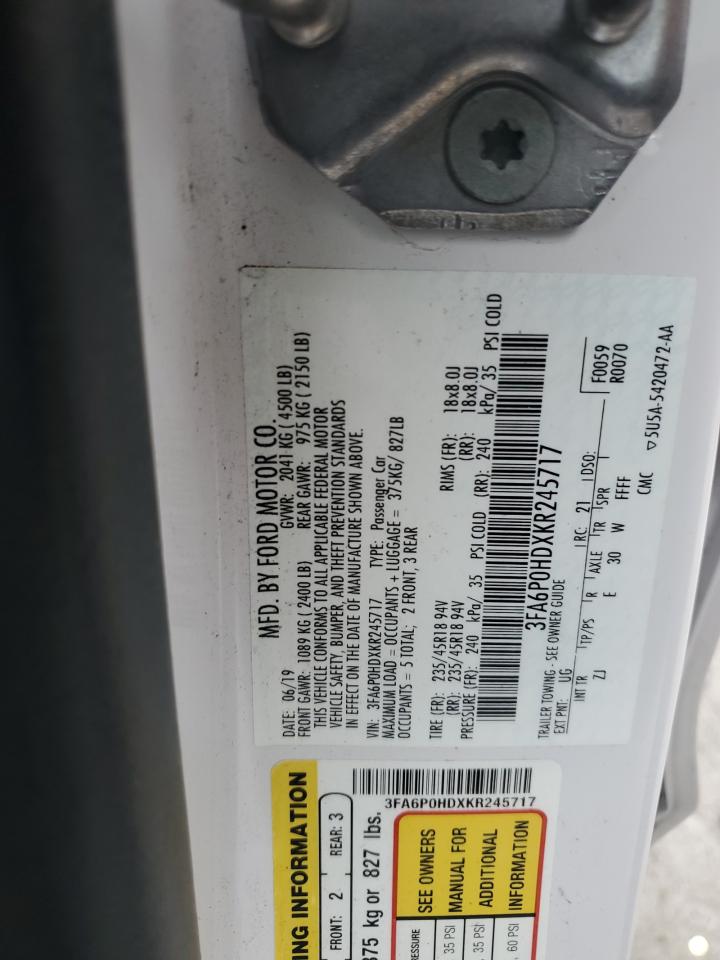 MFD. BY FORD MOTOR CO.
DATE: 06/19 GVWR: 2041 KG ( 4500 LB)
FRONT GAWR: 1089 KG ( 2400 LB) REAR GAWR: 975 KG ( 2150 LB)
THIS VEHICLE CONFORMS TO ALL APPLICABLE FEDERAL MOTOR
VEHICLE SAFETY, BUMPER, AND THEFT PREVENTION STANDARDS
IN EFFECT ON THE DATE OF MANUFACTURE SHOWN ABOVE.
VIN: 3FA6P0HDXKR245717 TYPE: Passenger Car
MAXIMUM LOAD = OCCUPANTS + LUGGAGE = 375KG/ 827LB
OCCUPANTS = 5 TOTAL; 2 FRONT, 3 REAR
TIRE (FR): 235/45R18 94V RIMS (FR): 18x8.0J
(RR): 235/45R18 94V (RR): 18x8.0J
PRESSURE (FR): 240 kPa/ 35 PSI COLD (RR): 240 kPa/ 35 PSI COLD
3FA6P0HDXKR245717
TRAILER TOWING - SEE OWNER GUIDE
EXT PNT: UG RC: 21 DSO: F0059
R0070
INT TR TP/PS R AXLE TR SPR
ZJ E 30 W FFFF
CMC ▽5U5A-5420472-AA
ING INFORMATION
FRONT: 2 REAR: 3
375 kg or 827 lbs.
3FA6P0HDXKR245717
RESSURE
35 PSI
35 PSI
60 PSI
SEE OWNERS
MANUAL FOR
ADDITIONAL
INFORMATION